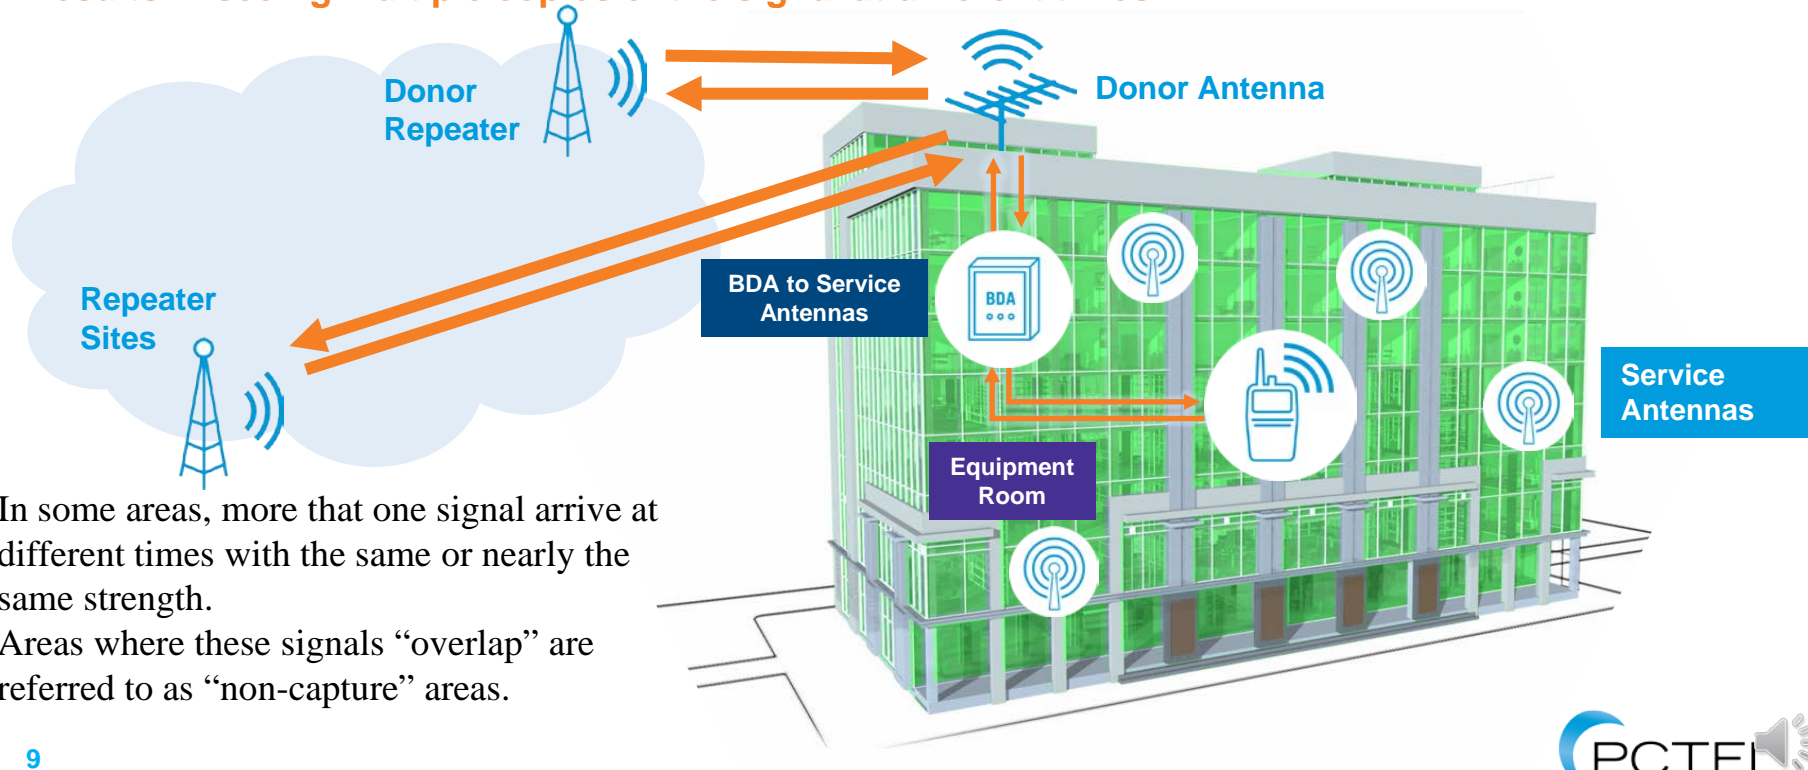 Donor
Repeater
Donor Antenna
Repeater
Sites
BDA to Service
Antennas
BDA
Service
Antennas
Equipment
Room
In some areas, more that one signal arrive at
different times with the same or nearly the
same strength.
Areas where these signals “overlap” are
referred to as “non-capture” areas.
9